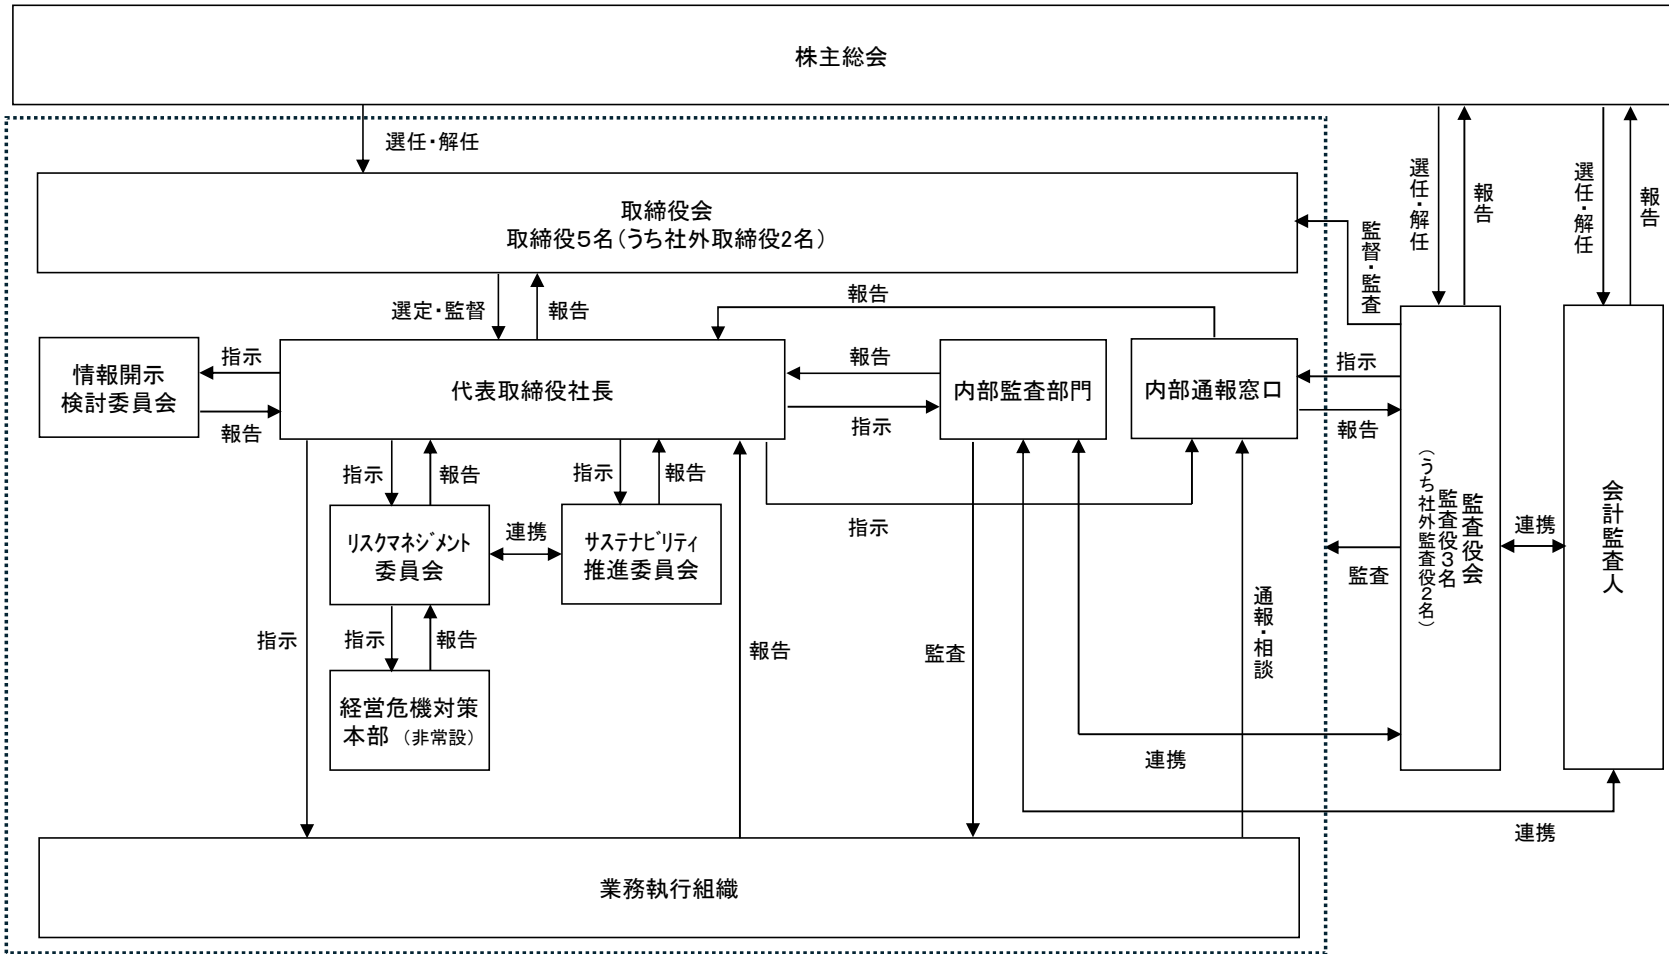 株主総会
選任・解任
選任・解任
報告
選任・解任
報告
取締役会
取締役5名(うち社外取締役2名)
監督・監査
選定・監督
報告
報告
情報開示
検討委員会
指示
報告
代表取締役社長
報告
指示
内部監査部門
内部通報窓口
指示
報告
指示
報告
指示
報告
指示
リスクマネジメント
委員会
連携
サステナビリティ
推進委員会
監査
監査役会
監査役3名
(うち社外監査役2名)
連携
会計監査人
指示
指示
報告
報告
監査
通報・相談
経営危機対策
本部 (非常設)
連携
連携
業務執行組織